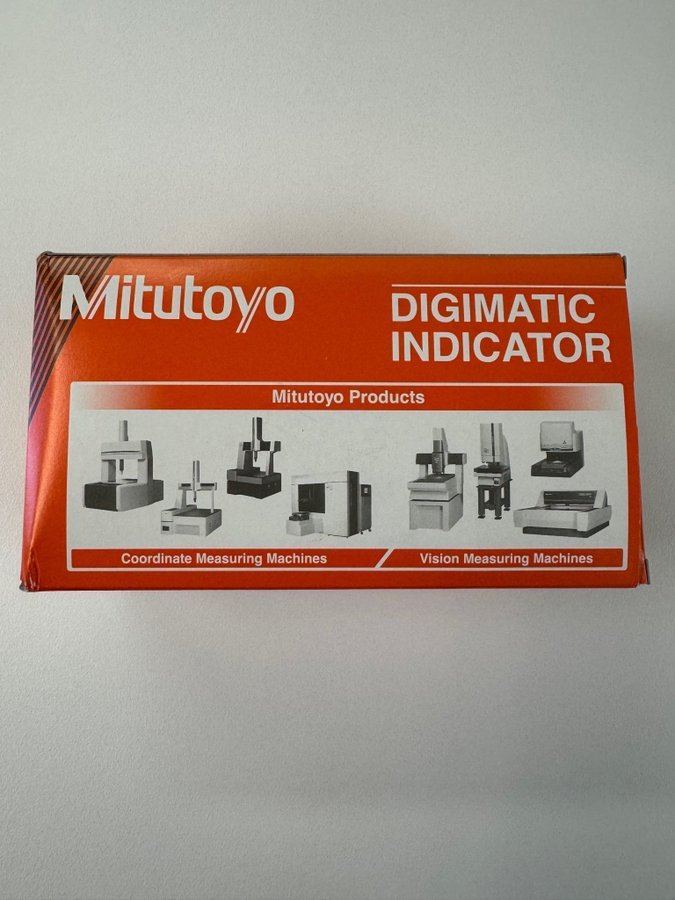 Mitutoyo
DIGIMATIC
INDICATOR
Mitutoyo Products
Coordinate Measuring Machines
Vision Measuring Machines